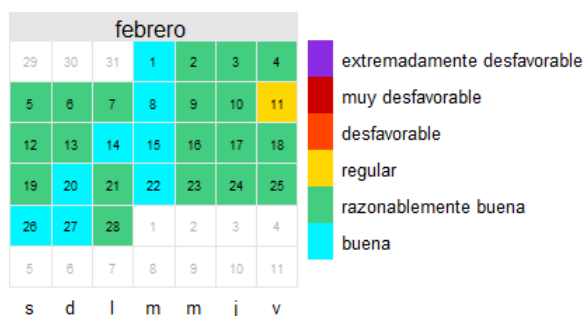 febrero
29 30 31 1 2 3 4
extremadamente desfavorable
5 6 7 8 9 10 11
muy desfavorable
12 13 14 15 16 17 18
desfavorable
regular
19 20 21 22 23 24 25
razonablemente buena
26 27 28 1 2 3 4
buena
5 6 7 8 9 10 11
s d l m m j v